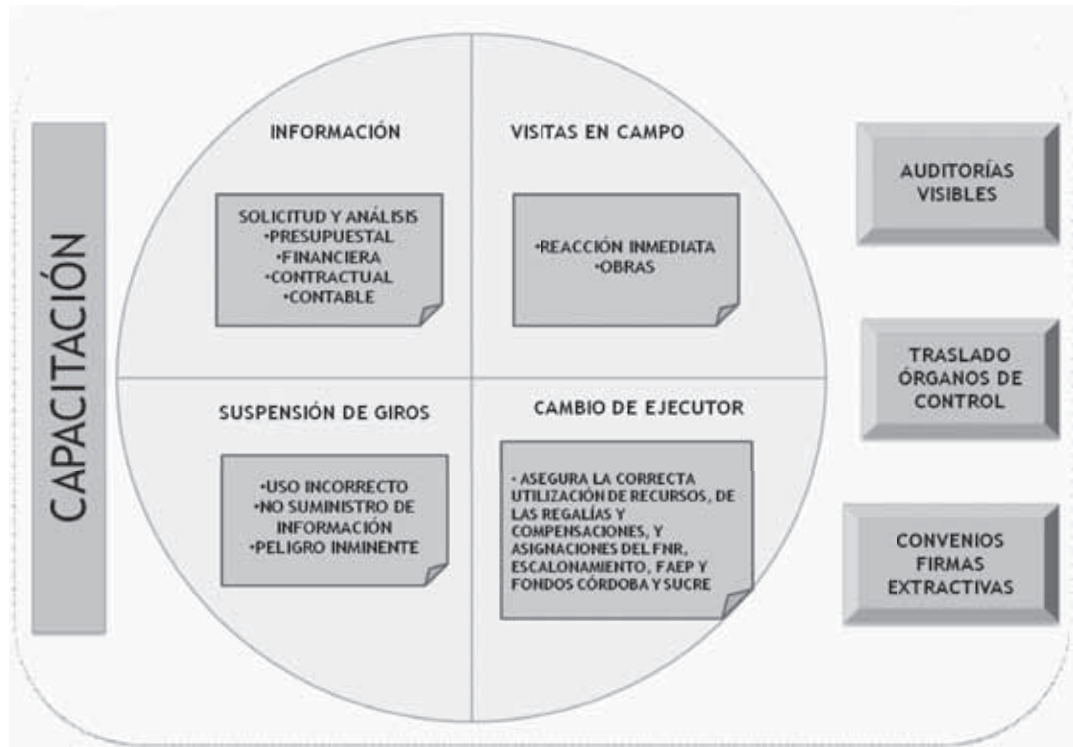 CAPACITACIÓN
INFORMACIÓN
SOLICITUD Y ANÁLISIS
•PRESUPUESTAL
•FINANCIERA
•CONTRACTUAL
•CONTABLE
VISITAS EN CAMPO
•REACCIÓN INMEDIATA
•OBRAS
SUSPENSIÓN DE GIROS
•USO INCORRECTO
•NO SUMINISTRO DE
INFORMACIÓN
•PELIGRO INMINENTE
CAMBIO DE EJECUTOR
• ASEGURA LA CORRECTA
UTILIZACIÓN DE RECURSOS, DE
LAS REGALÍAS Y
COMPENSACIONES, Y
ASIGNACIONES DEL FNR,
ESCALONAMIENTO, FAEP Y
FONDOS CÓRDOBA Y SUCRE
AUDITORÍAS
VISIBLES
TRASLADO
ÓRGANOS DE
CONTROL
CONVENIOS
FIRMAS
EXTRACTIVAS